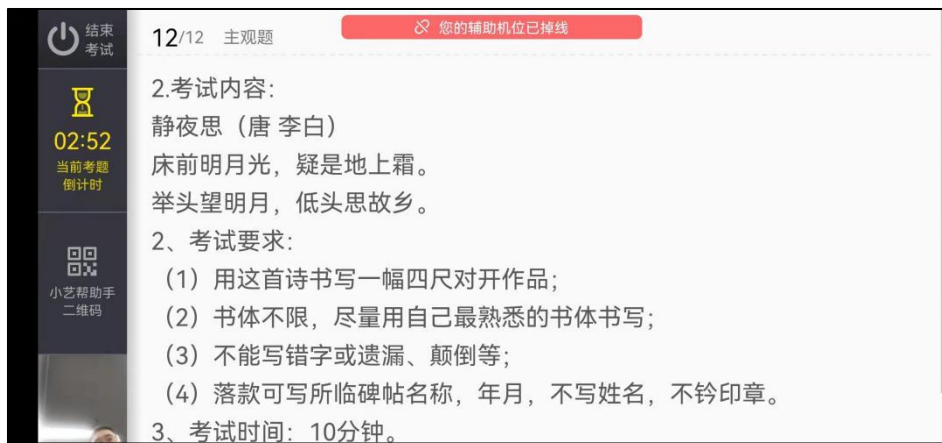 结束
考试
12/12 主观题
您的辅助机位已掉线
02:52
当前考题
倒计时
小艺帮助手
二维码
2.考试内容：
静夜思（唐 李白）
床前明月光，疑是地上霜。
举头望明月，低头思故乡。
2、考试要求：
（1）用这首诗书写一幅四尺对开作品；
（2）书体不限，尽量用自己最熟悉的书体书写；
（3）不能写错字或遗漏、颠倒等；
（4）落款可写所临碑帖名称，年月，不写姓名，不钤印章。
3、考试时间：10分钟。